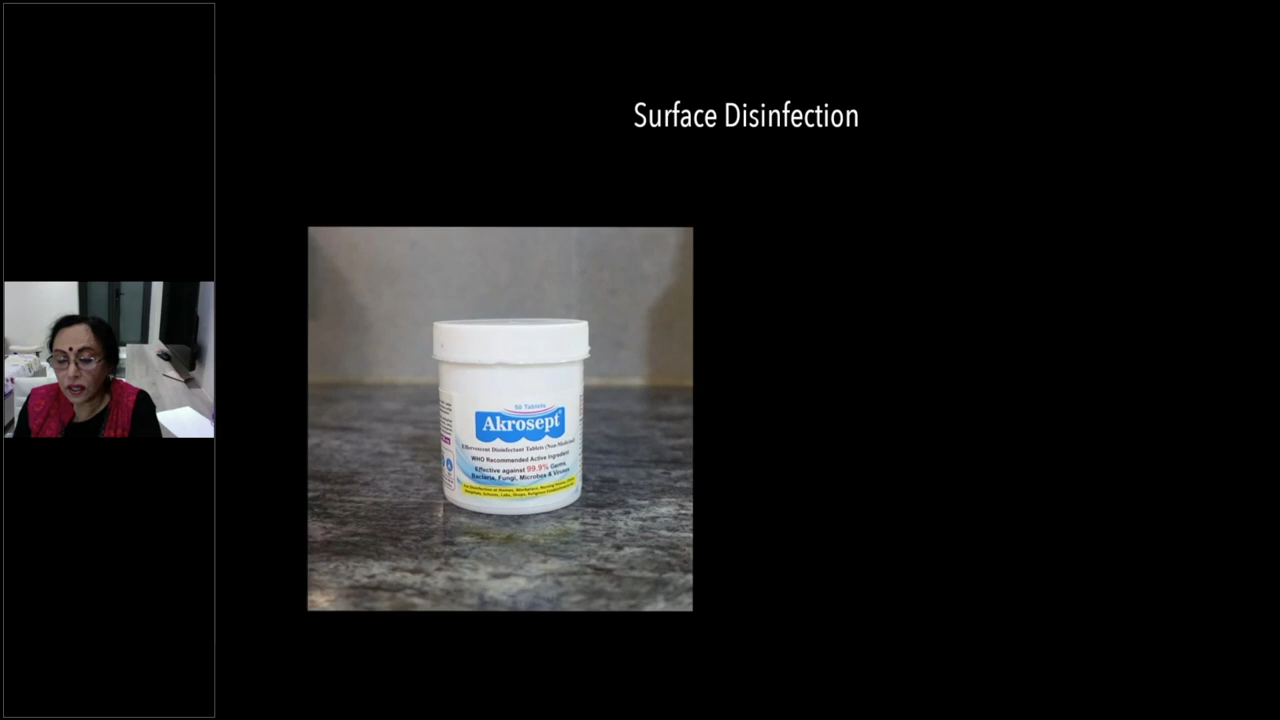 Surface Disinfection
50 Tablets
Akrosept®
Effervescent Disinfectant Tablets (Non-Medicinal)
WHO Recommended Active Ingredient
Effective against 99.9% Germs
Bacteria, Fungi, Microbes & Viruses